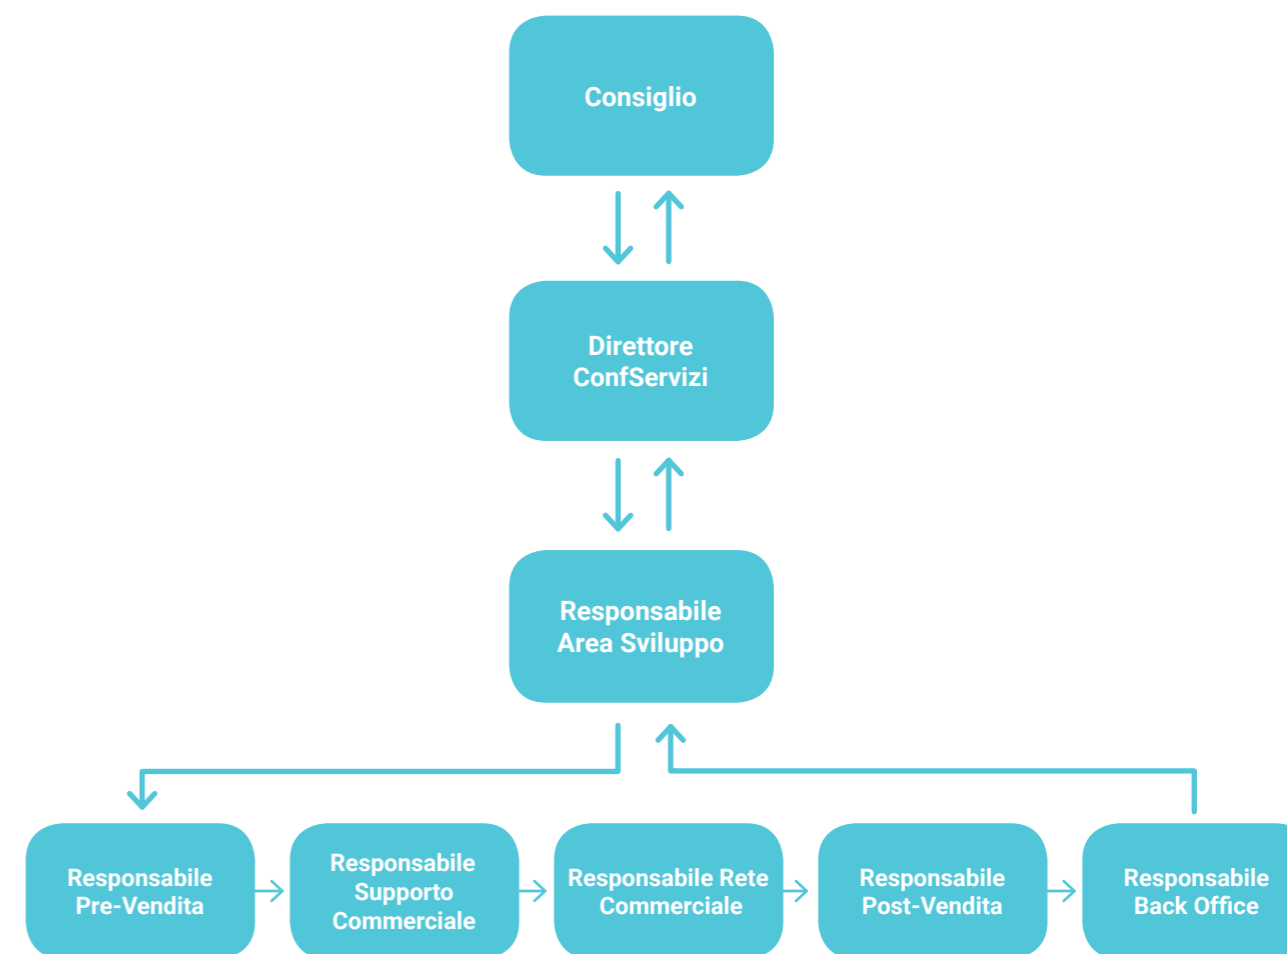 Consiglio
Direttore
ConfServizi
Responsabile
Area Sviluppo
Responsabile
Pre-Vendita
Responsabile
Supporto
Commerciale
Responsabile Rete
Commerciale
Responsabile
Post-Vendita
Responsabile
Back Office